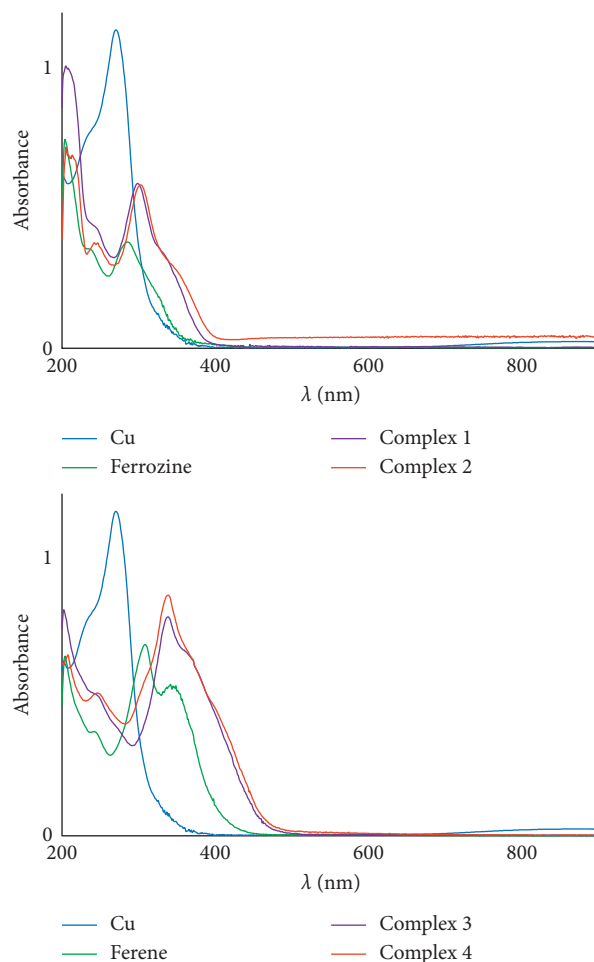 Absorbance
1
0
200
400
600
800
λ (nm)
Cu
Complex 1
Ferrozine
Complex 2
Absorbance
1
0
200
400
600
800
λ (nm)
Cu
Complex 3
Ferene
Complex 4